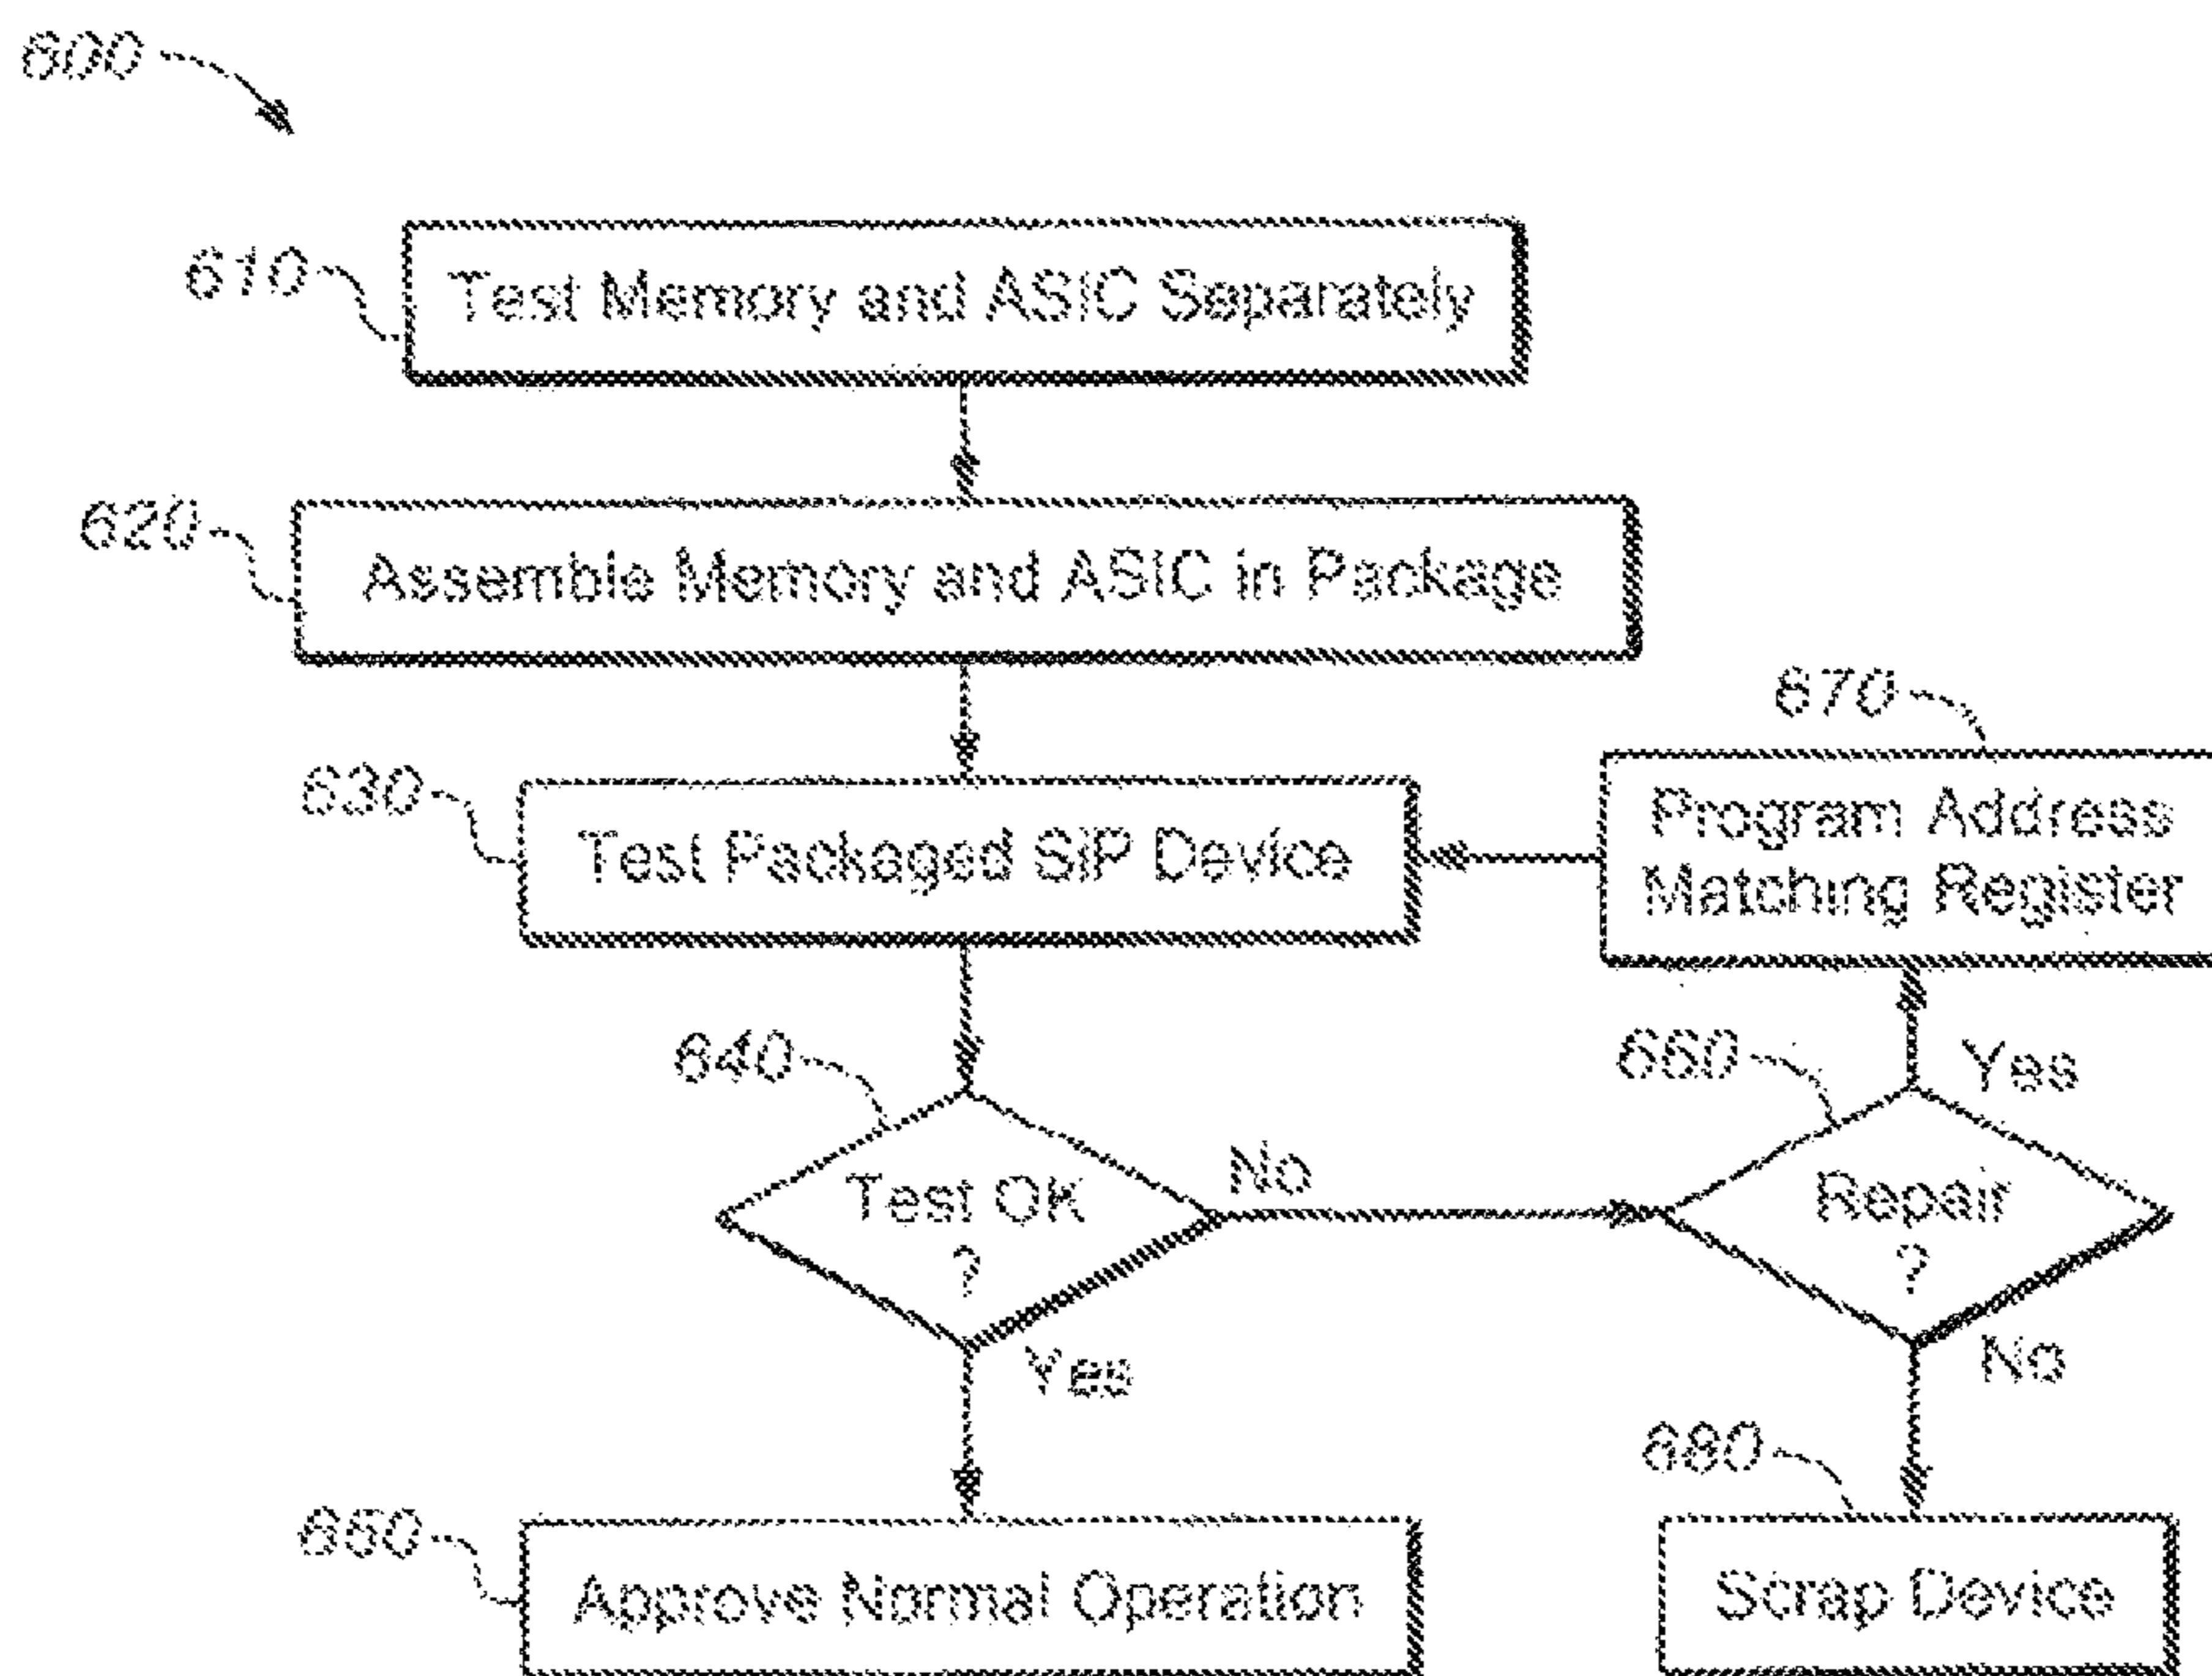 600
610
Test Memory and ASIC Separately
620
Assemble Memory and ASIC in Package
630
Test Packaged SiP Device
670
Program Address
Matching Register
640
Test OK
?
No
Yes
660
Repair
?
Yes
No
650
Approve Normal Operation
680
Scrap Device